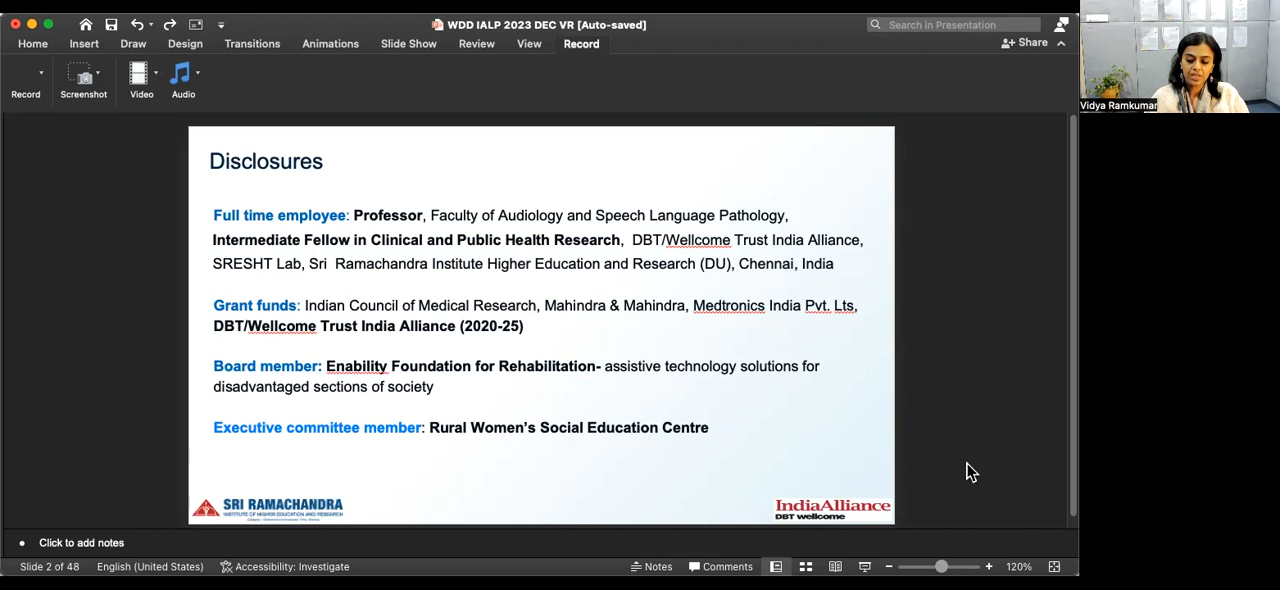 WDD IALP 2023 DEC VR [Auto-saved]
Search in Presentation
Home Insert Draw Design Transitions Animations Slide Show Review View Record
Share
Record Screenshot Video Audio
Vidya Ramkumar
Disclosures
Full time employee: Professor, Faculty of Audiology and Speech Language Pathology,
Intermediate Fellow in Clinical and Public Health Research, DBT/Wellcome Trust India Alliance,
SRESHT Lab, Sri Ramachandra Institute Higher Education and Research (DU), Chennai, India
Grant funds: Indian Council of Medical Research, Mahindra & Mahindra, Medtronics India Pvt. Lts,
DBT/Wellcome Trust India Alliance (2020-25)
Board member: Enability Foundation for Rehabilitation- assistive technology solutions for
disadvantaged sections of society
Executive committee member: Rural Women’s Social Education Centre
SRI RAMACHANDRA
INSTITUTE OF HIGHER EDUCATION AND RESEARCH
IndiaAlliance
DBT wellcome
Click to add notes
Slide 2 of 48 English (United States) Accessibility: Investigate Notes Comments 120%